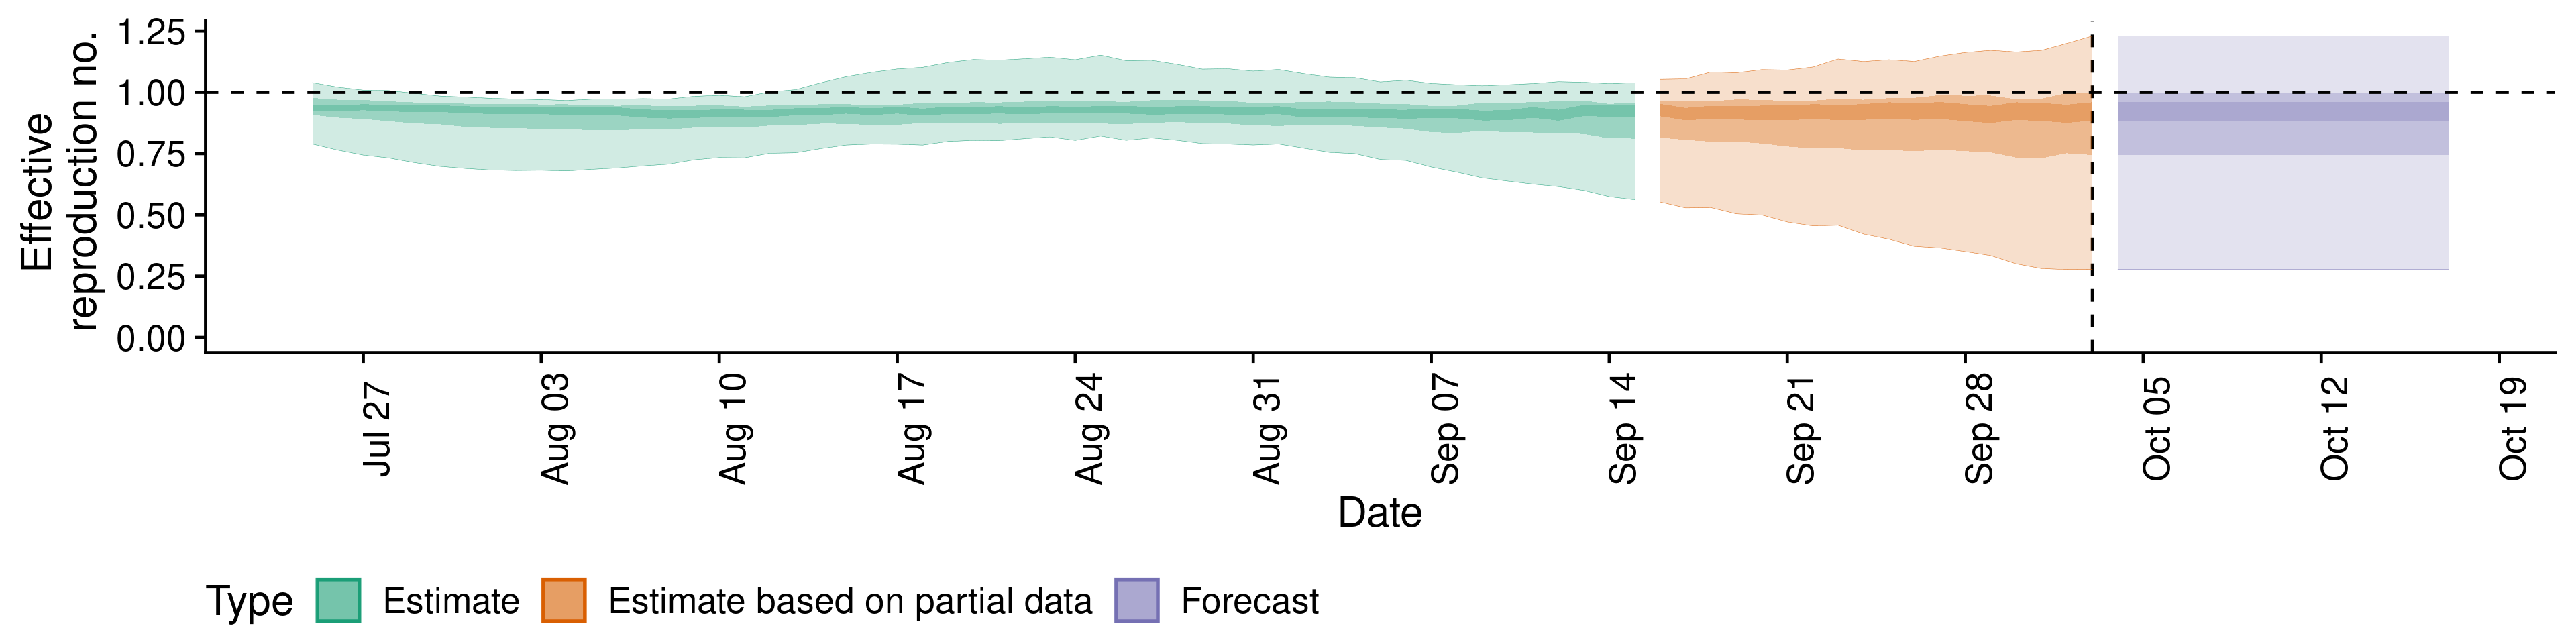 Effective
reproduction no.
1.25
1.00
0.75
0.50
0.25
0.00
Jul 27
Aug 03
Aug 10
Aug 17
Aug 24
Aug 31
Sep 07
Sep 14
Sep 21
Sep 28
Oct 05
Oct 12
Oct 19
Date
Type Estimate Estimate based on partial data Forecast